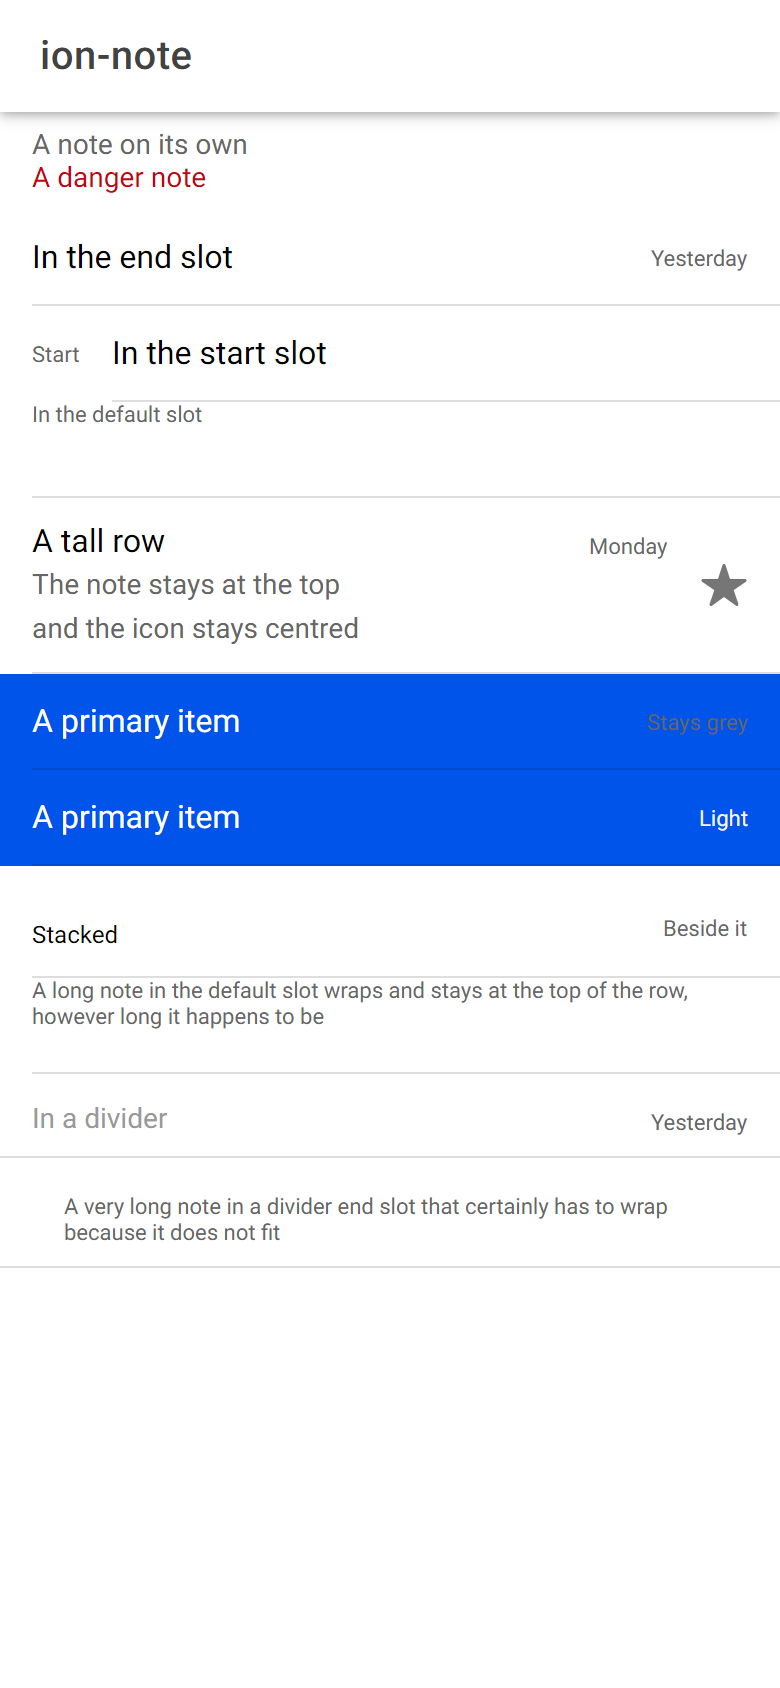 ion-note
A note on its own
A danger note
In the end slot
Yesterday
Start
In the start slot
In the default slot
A tall row
Monday
The note stays at the top
and the icon stays centred
A primary item
Stays grey
A primary item
Light
Stacked
Beside it
A long note in the default slot wraps and stays at the top of the row,
however long it happens to be
In a divider
Yesterday
A very long note in a divider end slot that certainly has to wrap
because it does not fit